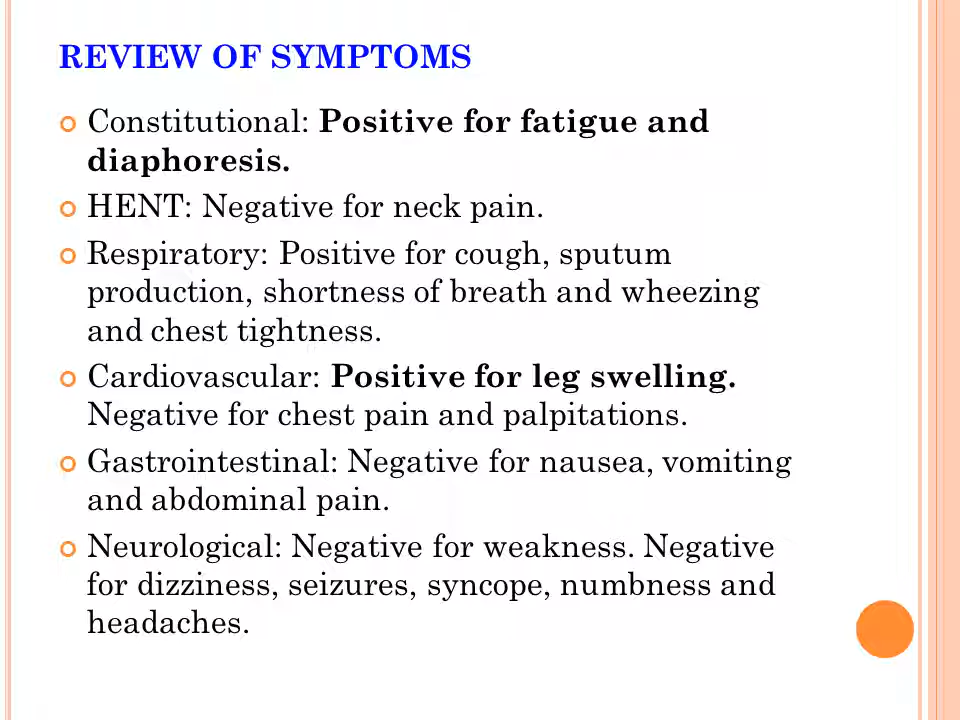 REVIEW OF SYMPTOMS
Constitutional: Positive for fatigue and
diaphoresis.
HENT: Negative for neck pain.
Respiratory: Positive for cough, sputum
production, shortness of breath and wheezing
and chest tightness.
Cardiovascular: Positive for leg swelling.
Negative for chest pain and palpitations.
Gastrointestinal: Negative for nausea, vomiting
and abdominal pain.
Neurological: Negative for weakness. Negative
for dizziness, seizures, syncope, numbness and
headaches.